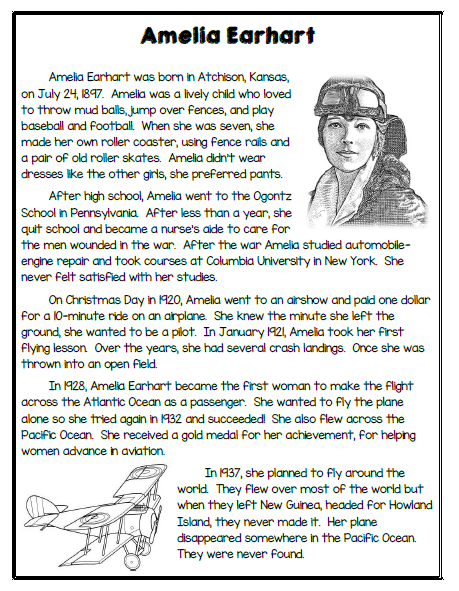 Amelia Earhart
Amelia Earhart was born in Atchison, Kansas,
on July 24, 1897. Amelia was a lively child who loved
to throw mud balls, jump over fences, and play
baseball and football. When she was seven, she
made her own roller coaster, using fence rails and
a pair of old roller skates. Amelia didn't wear
dresses like the other girls, she preferred pants.
After high school, Amelia went to the Ogontz
School in Pennsylvania. After less than a year, she
quit school and became a nurse's aide to care for
the men wounded in the war. After the war Amelia studied automobile-
engine repair and took courses at Columbia University in New York. She
never felt satisfied with her studies.
On Christmas Day in 1920, Amelia went to an airshow and paid one dollar
for a 10-minute ride on an airplane. She knew the minute she left the
ground, she wanted to be a pilot. In January 1921, Amelia took her first
flying lesson. Over the years, she had several crash landings. Once she was
thrown into an open field.
In 1928, Amelia Earhart became the first woman to make the flight
across the Atlantic Ocean as a passenger. She wanted to fly the plane
alone so she tried again in 1932 and succeeded! She also flew across the
Pacific Ocean. She received a gold medal for her achievement, for helping
women advance in aviation.
In 1937, she planned to fly around the
world. They flew over most of the world but
when they left New Guinea, headed for Howland
Island, they never made it. Her plane
disappeared somewhere in the Pacific Ocean.
They were never found.